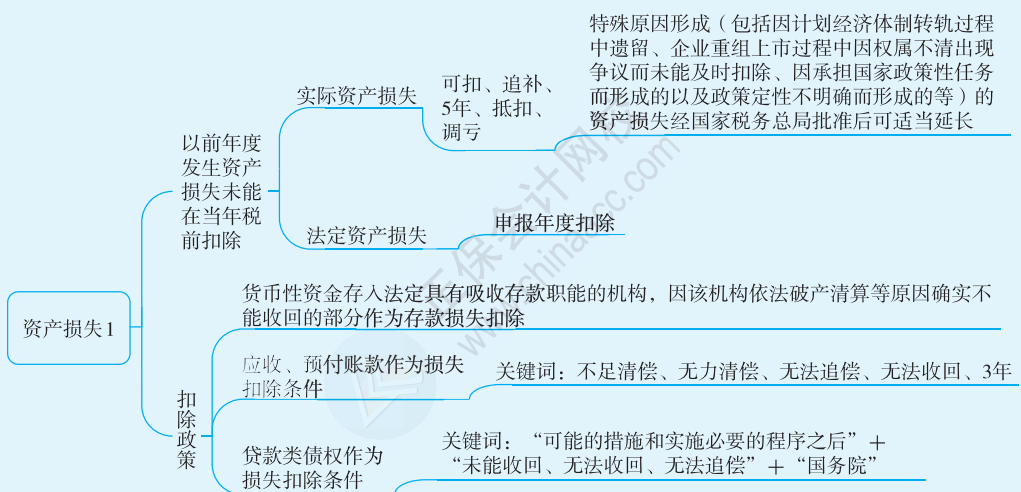 特殊原因形成（包括因计划经济体制转轨过程
中遗留、企业重组上市过程中因权属不清出现
争议而未能及时扣除、因承担国家政策性任务
而形成的以及政策定性不明确而形成的等）的
资产损失经国家税务总局批准后可适当延长
可扣、追补、
5年、抵扣、
调亏
实际资产损失
以前年度
发生资产
损失未能
在当年税
前扣除
法定资产损失
申报年度扣除
资产损失1
货币性资金存入法定具有吸收存款职能的机构，因该机构依法破产清算等原因确实不
能收回的部分作为存款损失扣除
应收、预付账款作为损失
扣除条件
关键词：不足清偿、无力清偿、无法追偿、无法收回、3年
扣除政策
贷款类债权作为
损失扣除条件
关键词：“可能的措施和实施必要的程序之后”＋
“未能收回、无法收回、无法追偿”＋“国务院”
正保会计网校
www.chinaacc.com